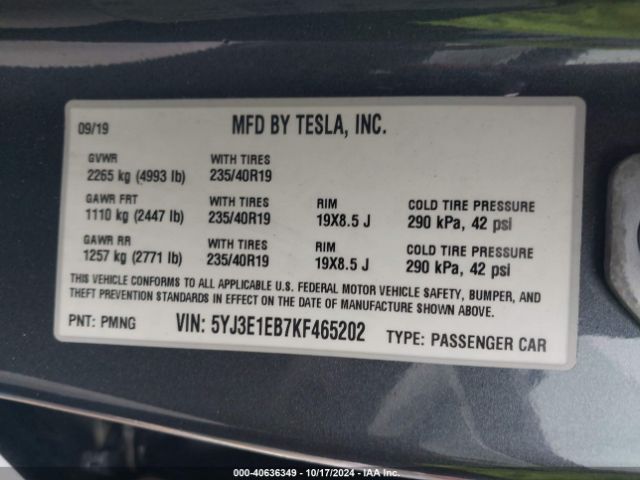 09/19 MFD BY TESLA, INC.
GVWR WITH TIRES
2265 kg (4993 lb) 235/40R19
GAWR FRT WITH TIRES RIM COLD TIRE PRESSURE
1110 kg (2447 lb) 235/40R19 19X8.5 J 290 kPa, 42 psi
GAWR RR WITH TIRES RIM COLD TIRE PRESSURE
1257 kg (2771 lb) 235/40R19 19X8.5 J 290 kPa, 42 psi
THIS VEHICLE CONFORMS TO ALL APPLICABLE U.S. FEDERAL MOTOR VEHICLE SAFETY, BUMPER, AND
THEFT PREVENTION STANDARDS IN EFFECT ON THE DATE OF MANUFACTURE SHOWN ABOVE.
PNT: PMNG VIN: 5YJ3E1EB7KF465202 TYPE: PASSENGER CAR
000-40636349 - 10/17/2024 - IAA Inc.